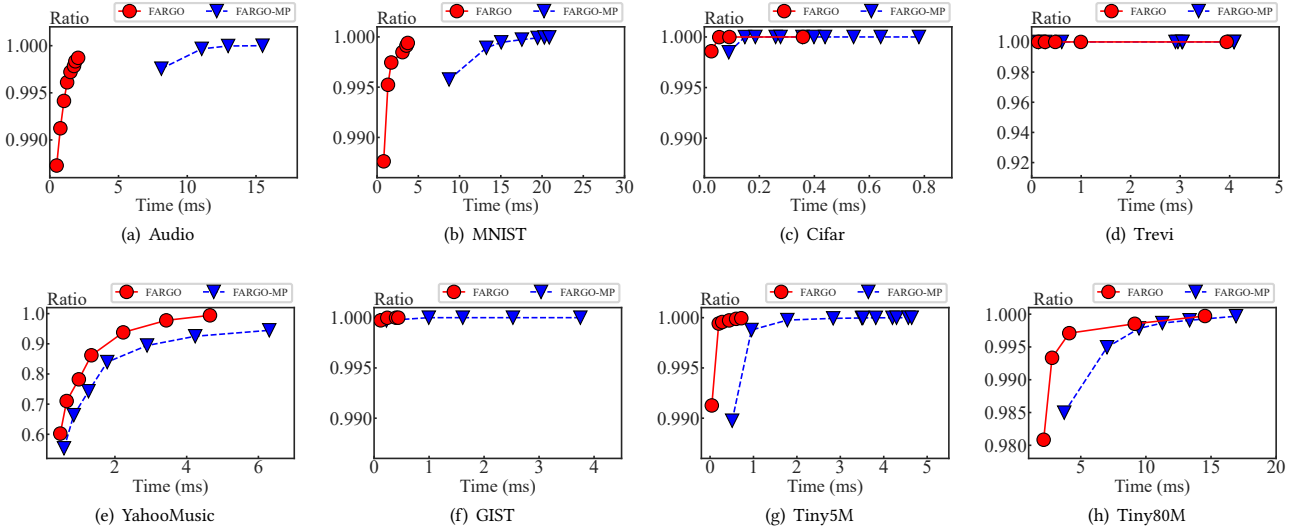 Ratio FARGO FARGO-MP
1.000
0.995
0.990
0 5 10 15
Time (ms)
(a) Audio
Ratio FARGO FARGO-MP
1.000
0.995
0.990
0 5 10 15 20 25 30
Time (ms)
(b) MNIST
Ratio FARGO FARGO-MP
1.000
0.995
0.990
0.985
0.0 0.2 0.4 0.6 0.8
Time (ms)
(c) Cifar
Ratio FARGO FARGO-MP
1.00
0.98
0.96
0.94
0.92
0 1 2 3 4 5
Time (ms)
(d) Trevi
Ratio FARGO FARGO-MP
1.0
0.9
0.8
0.7
0.6
2 4 6
Time (ms)
(e) YahooMusic
Ratio FARGO FARGO-MP
1.000
0.995
0.990
0 1 2 3 4
Time (ms)
(f) GIST
Ratio FARGO FARGO-MP
1.000
0.995
0.990
0 1 2 3 4 5
Time (ms)
(g) Tiny5M
Ratio FARGO FARGO-MP
1.000
0.995
0.990
0.985
0.980
5 10 15 20
Time (ms)
(h) Tiny80M